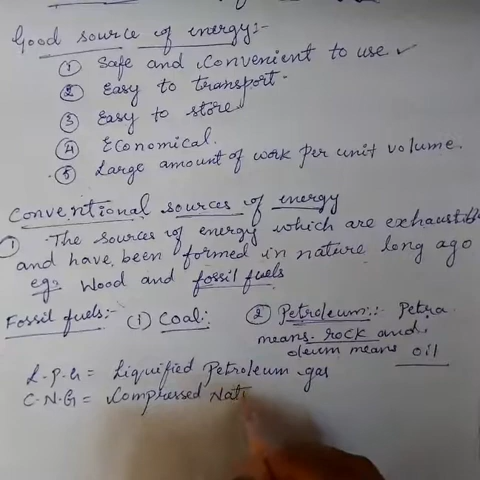 Good source of energy:-
① Safe and convenient to use ✓
② Easy to transport.
③ Easy to store
④ Economical.
⑤ Large amount of work per unit volume.
Conventional sources of energy
① The sources of energy which are
and have been formed in nature long ago
eg:- Wood and fossil fuels
Fossil fuels:- ① Coal: ② Petroleum:- Petra
means rock and
oleum means oil
L.P.G = Liquified Petroleum gas
C.N.G = Compressed Nat